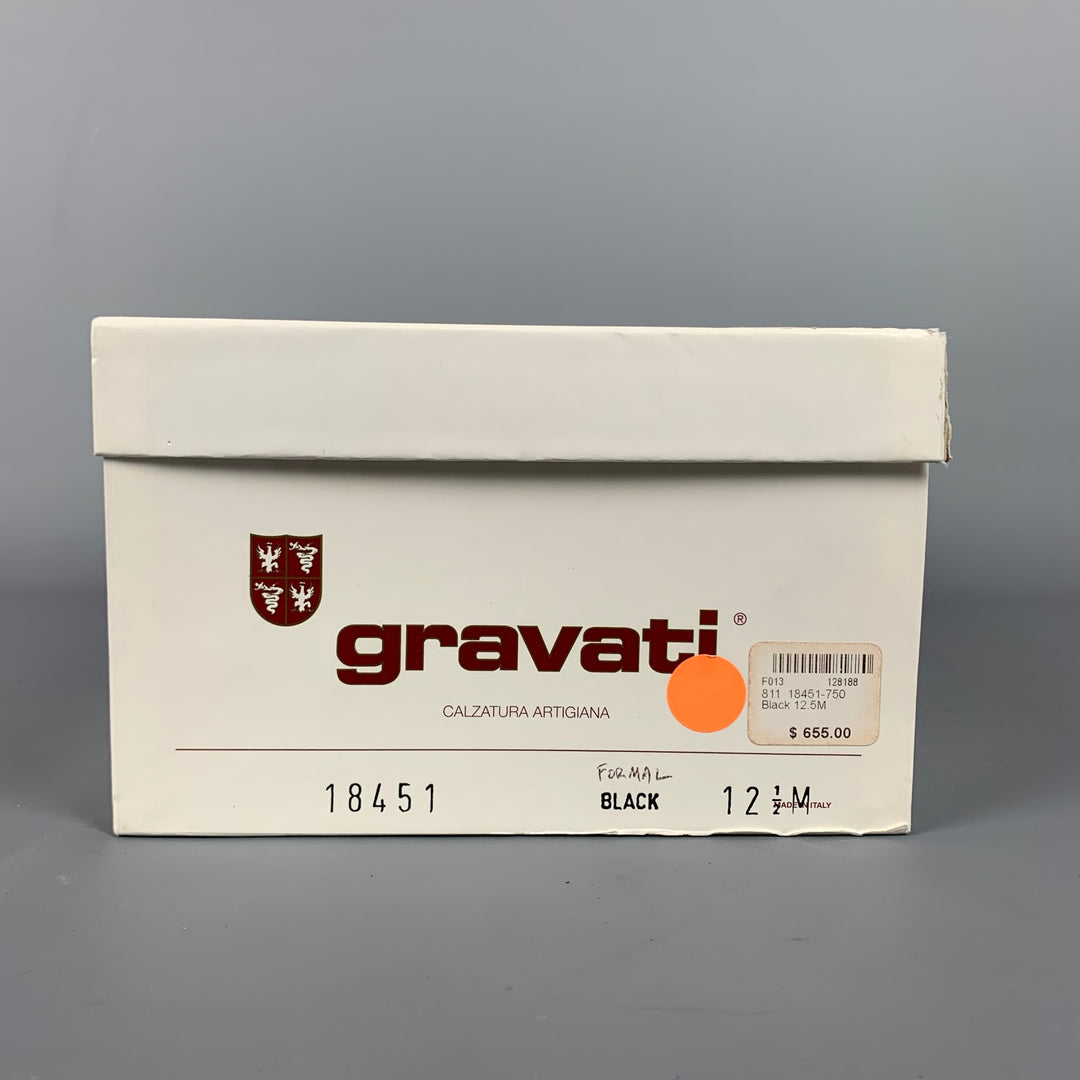 gravati ®
CALZATURA ARTIGIANA
F013 128188
811 18451-750
Black 12.5M
$ 655.00
FORMAL
18451 BLACK 12 ½ M
MADE IN ITALY